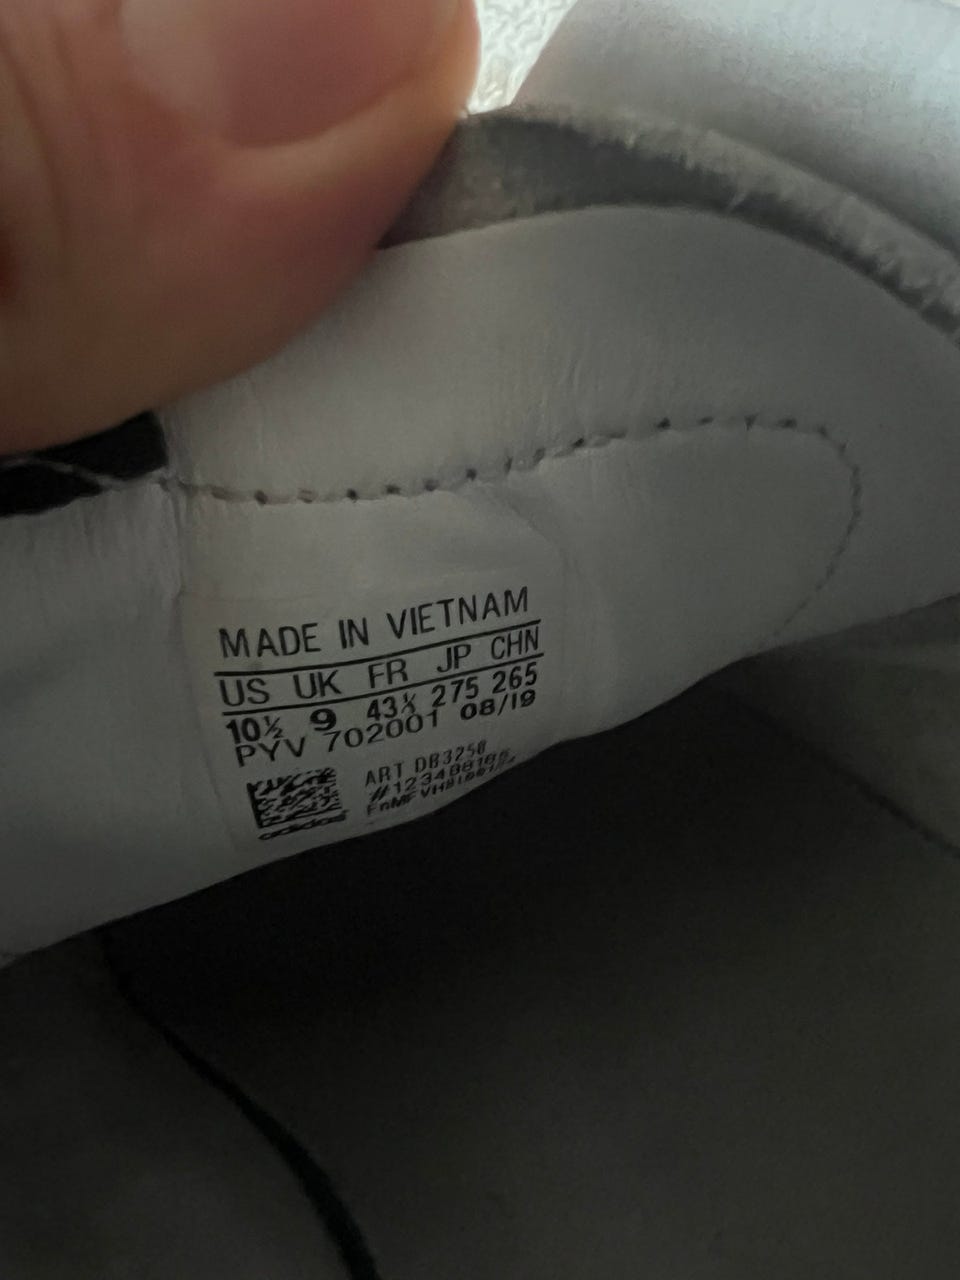 MADE IN VIETNAM
US UK FR JP CHN
10½ 9 43⅓ 275 265
PYV 702001 08/19
ART DB3258
adidas